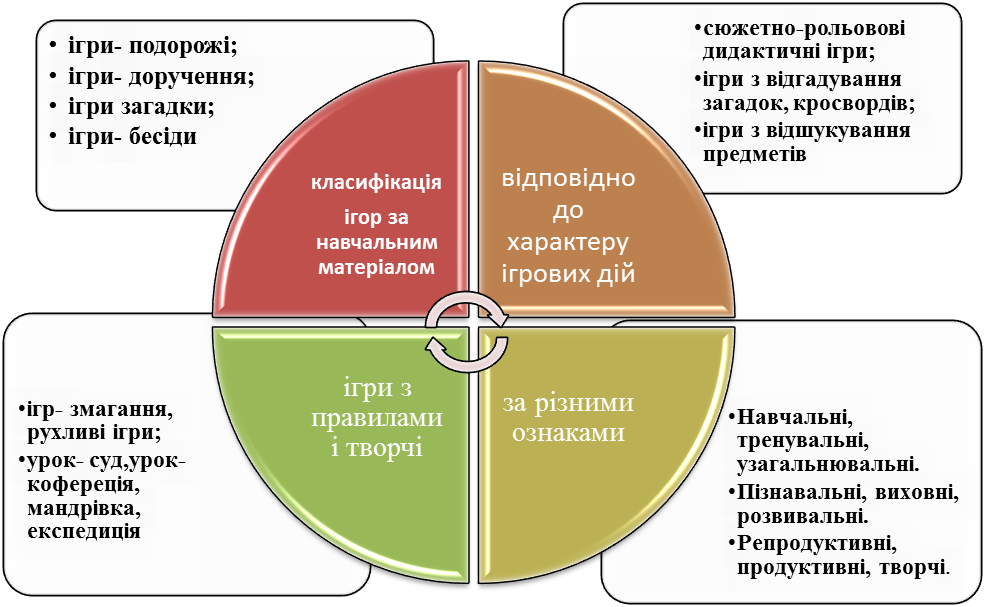 • ігри- подорожі;
• ігри- доручення;
• ігри загадки;
• ігри- бесіди
•сюжетно-рольовові
дидактичні ігри;
•ігри з відгадування
загадок, кросвордів;
•ігри з відшукування
предметів
класифікація
ігор за
навчальним
матеріалом
відповідно
до
характеру
ігрових дій
ігри з
правилами
і творчі
за різними
ознаками
•ігр- змагання,
рухливі ігри;
•урок- суд,урок-
коферецiя,
мандрівка,
експедиція
•Навчальні,
тренувальні,
узагальнювальні.
•Пізнавальні, виховні,
розвивальні.
•Репродуктивні,
продуктивні, творчі.